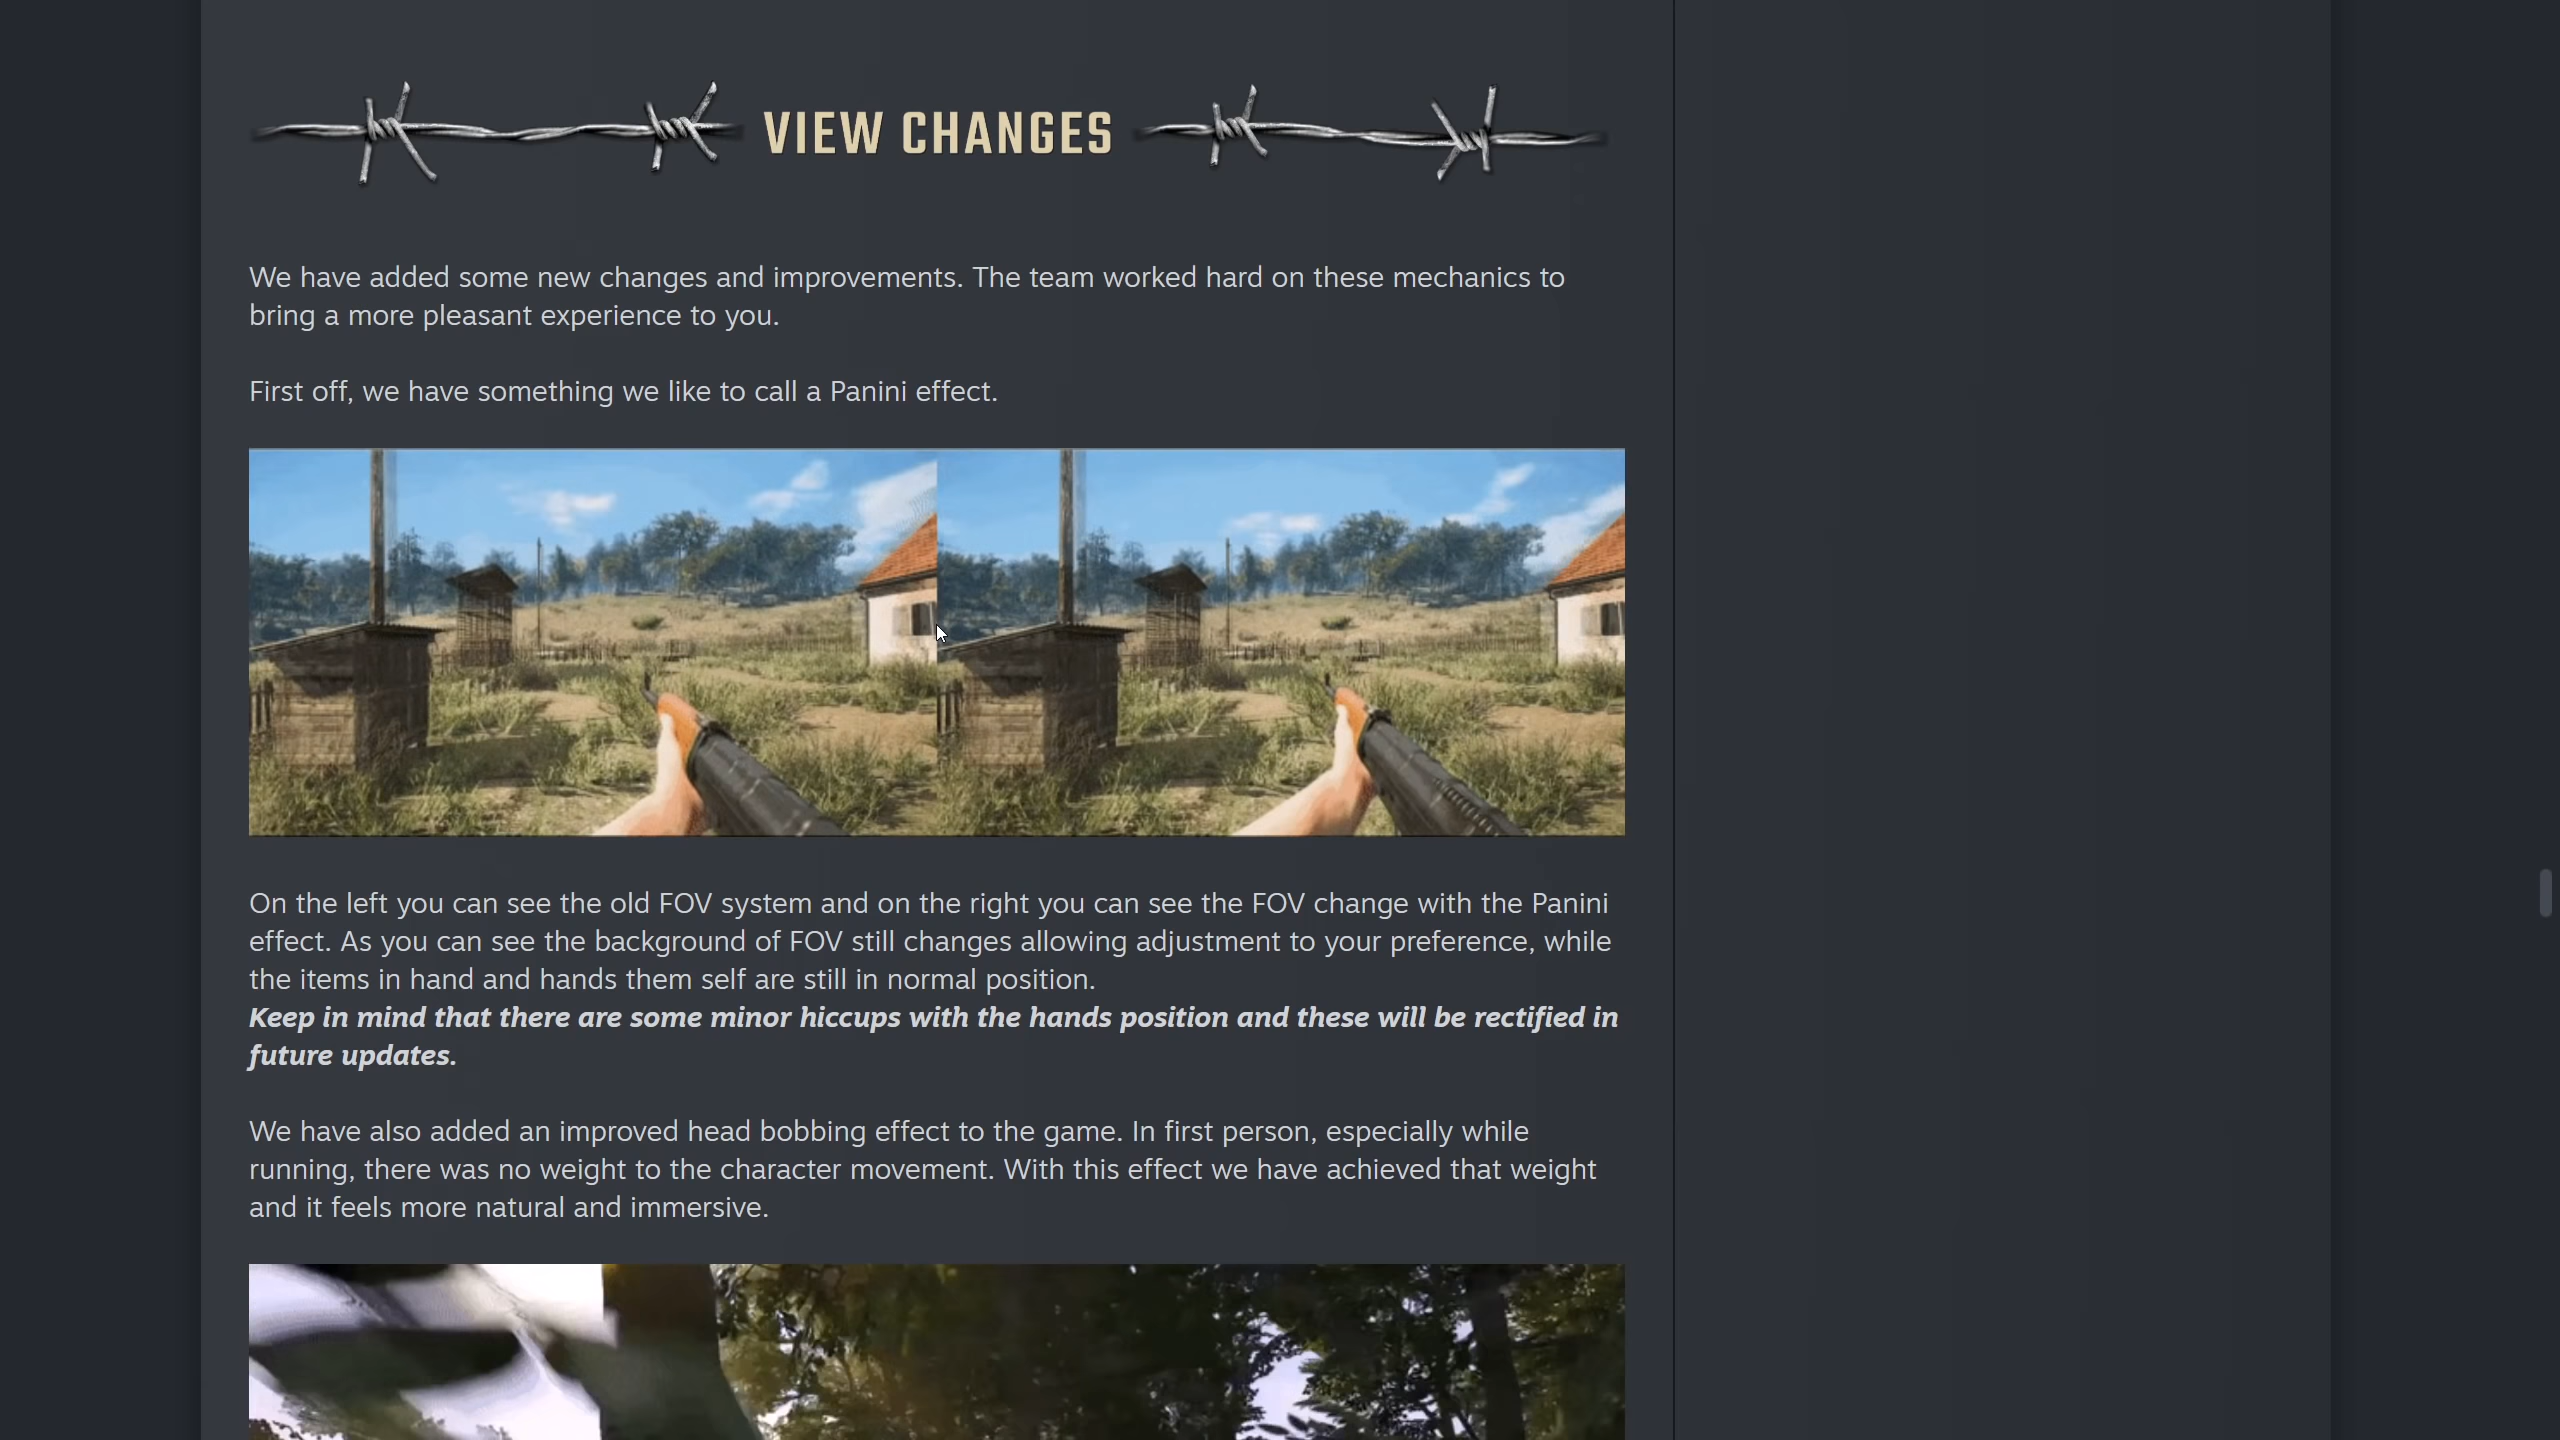 VIEW CHANGES
We have added some new changes and improvements. The team worked hard on these mechanics to
bring a more pleasant experience to you.
First off, we have something we like to call a Panini effect.
On the left you can see the old FOV system and on the right you can see the FOV change with the Panini
effect. As you can see the background of FOV still changes allowing adjustment to your preference, while
the items in hand and hands them self are still in normal position.
Keep in mind that there are some minor hiccups with the hands position and these will be rectified in
future updates.
We have also added an improved head bobbing effect to the game. In first person, especially while
running, there was no weight to the character movement. With this effect we have achieved that weight
and it feels more natural and immersive.